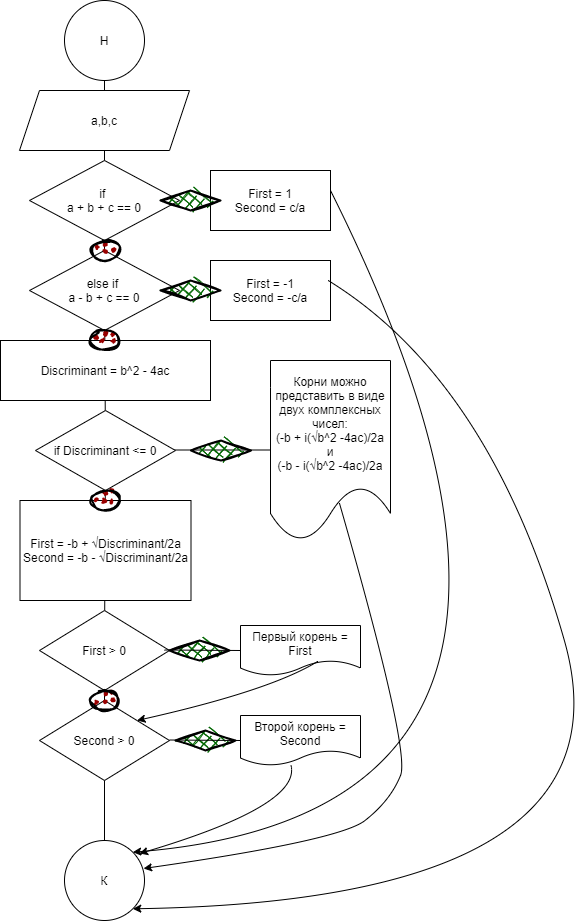 Н
a,b,c
if
a + b + c == 0
First = 1
Second = c/a
else if
a - b + c == 0
First = -1
Second = -c/a
Discriminant = b^2 - 4ac
Корни можно
представить в виде
двух комплексных
чисел:
(-b + i(√b^2 -4ac)/2a
и
(-b - i(√b^2 -4ac)/2a
if Discriminant <= 0
First = -b + √Discriminant/2a
Second = -b - √Discriminant/2a
First > 0
Первый корень =
First
Second > 0
Второй корень =
Second
К